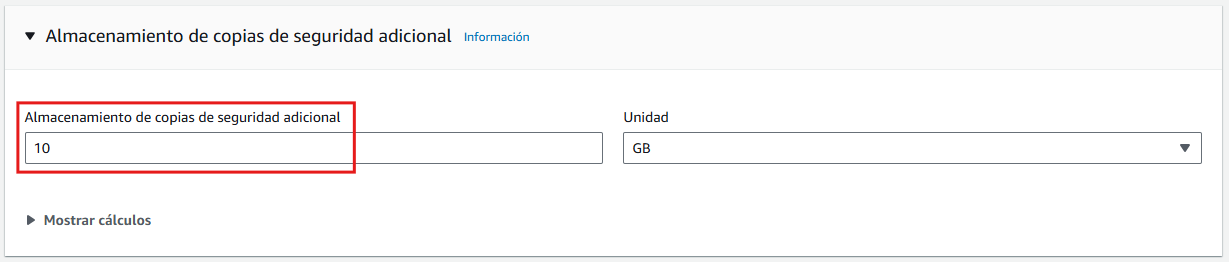 Almacenamiento de copias de seguridad adicional Información
Almacenamiento de copias de seguridad adicional Unidad
10 GB
Mostrar cálculos